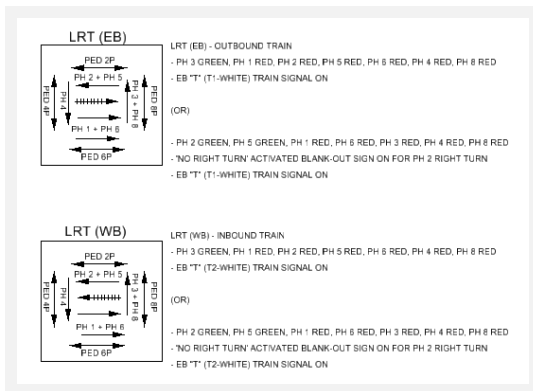 LRT (EB)
PED 2P
PH 2 + PH 5
PED 4P
PH 4
PH 3 + PH 8
PED 8P
PH 1 + PH 6
PED 6P
LRT (EB) - OUTBOUND TRAIN
- PH 3 GREEN, PH 1 RED, PH 2 RED, PH 5 RED, PH 6 RED, PH 4 RED, PH 8 RED
- EB "T" (T1-WHITE) TRAIN SIGNAL ON
(OR)
- PH 2 GREEN, PH 5 GREEN, PH 1 RED, PH 6 RED, PH 3 RED, PH 4 RED, PH 8 RED
- 'NO RIGHT TURN' ACTIVATED BLANK-OUT SIGN ON FOR PH 2 RIGHT TURN
- EB "T" (T1-WHITE) TRAIN SIGNAL ON
LRT (WB)
PED 2P
PH 2 + PH 5
PED 4P
PH 4
PH 3 + PH 8
PED 8P
PH 1 + PH 6
PED 6P
LRT (WB) - INBOUND TRAIN
- PH 3 GREEN, PH 1 RED, PH 2 RED, PH 5 RED, PH 6 RED, PH 4 RED, PH 8 RED
- EB "T" (T2-WHITE) TRAIN SIGNAL ON
(OR)
- PH 2 GREEN, PH 5 GREEN, PH 1 RED, PH 6 RED, PH 3 RED, PH 4 RED, PH 8 RED
- 'NO RIGHT TURN' ACTIVATED BLANK-OUT SIGN ON FOR PH 2 RIGHT TURN
- EB "T" (T2-WHITE) TRAIN SIGNAL ON